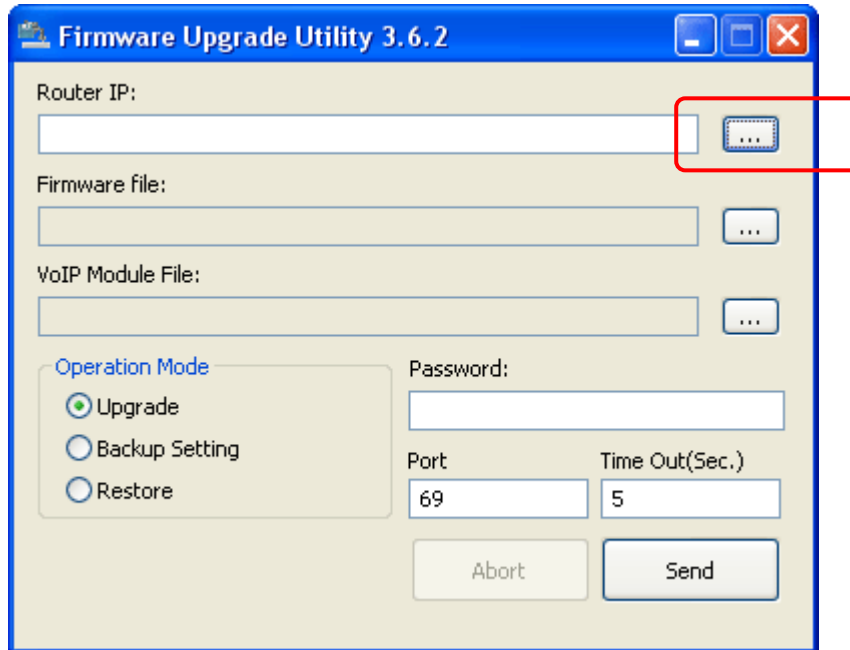 Firmware Upgrade Utility 3.6.2
Router IP:
...
Firmware file:
...
VoIP Module File:
...
Operation Mode
Upgrade
Backup Setting
Restore
Password:
Port
Time Out(Sec.)
69
5
Abort
Send